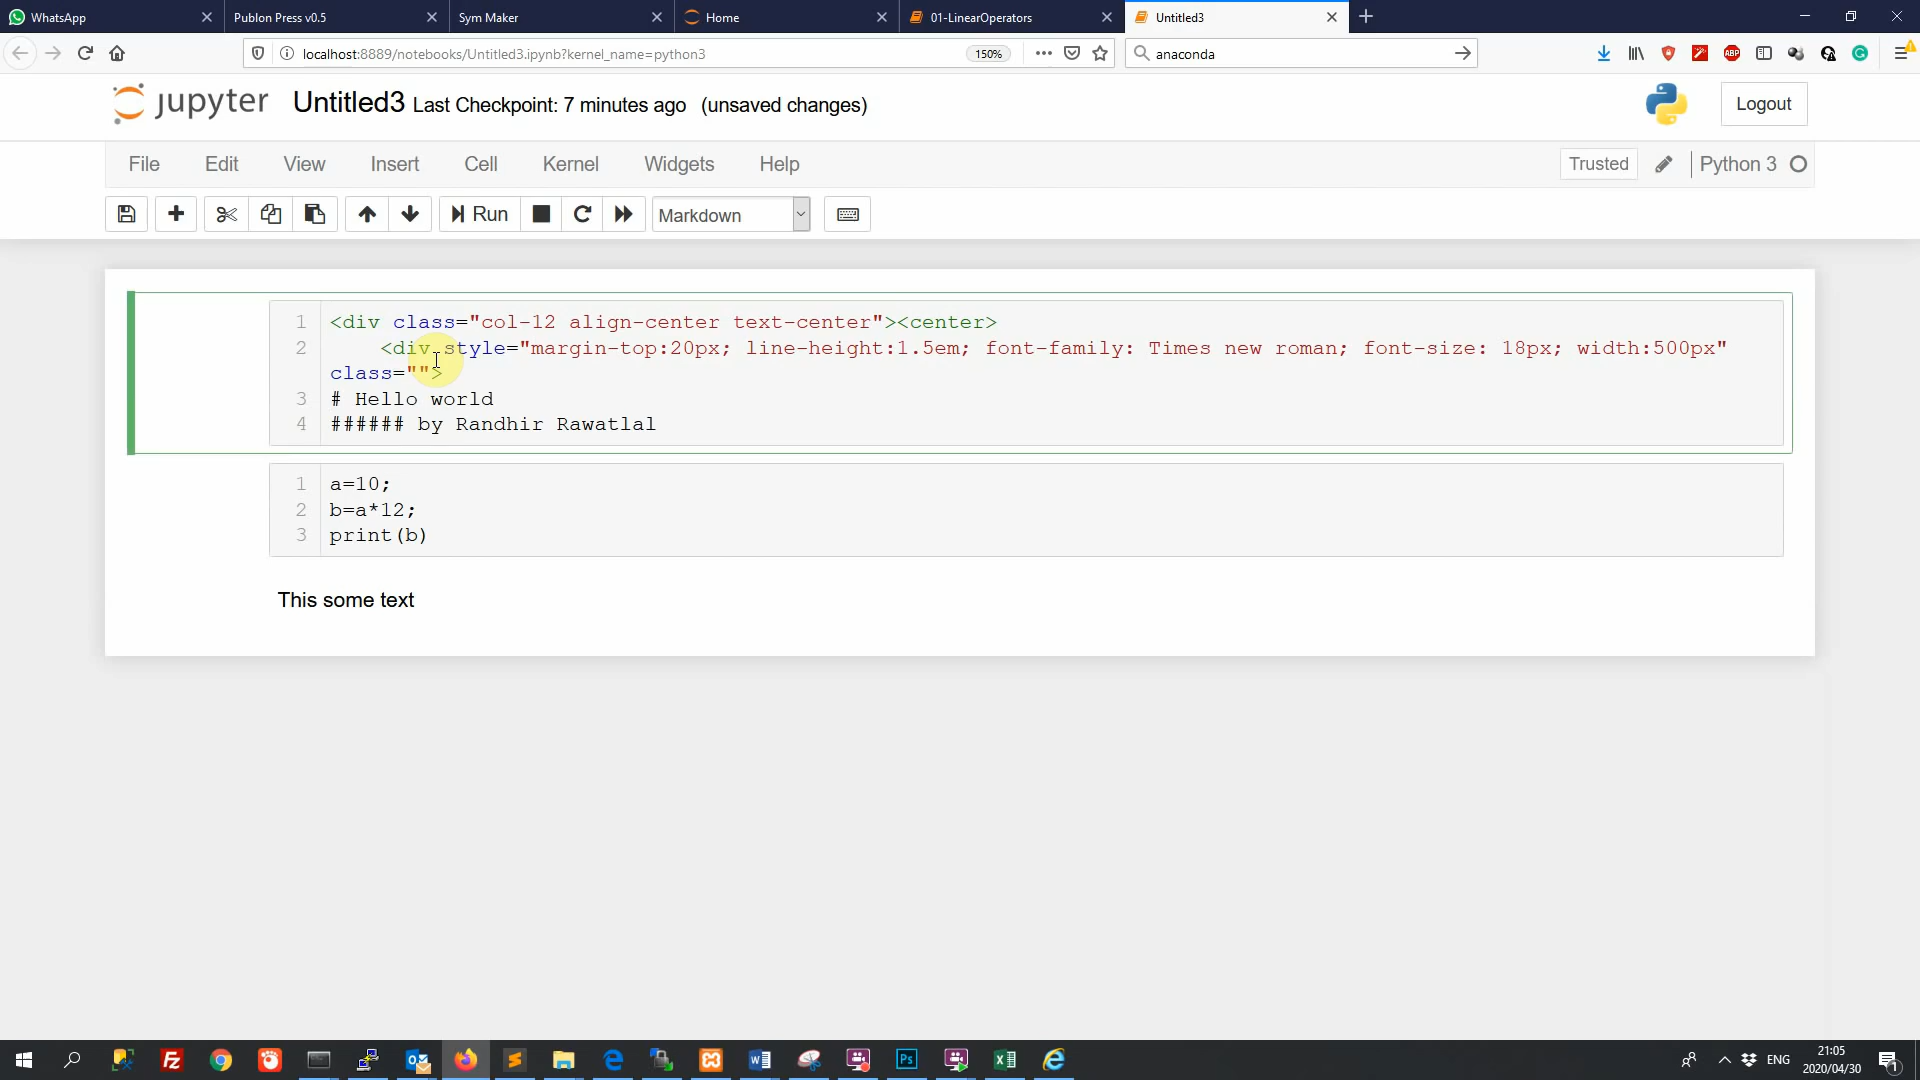 WhatsApp
Publon Press v0.5
Sym Maker
Home
01-LinearOperators
Untitled3
localhost:8889/notebooks/Untitled3.ipynb?kernel_name=python3
150%
anaconda
ABP
jupyter Untitled3 Last Checkpoint: 7 minutes ago (unsaved changes)
Logout
File Edit View Insert Cell Kernel Widgets Help
Trusted
Python 3
Run
Markdown
1 <div class="col-12 align-center text-center"><center>
2 <div style="margin-top:20px; line-height:1.5em; font-family: Times new roman; font-size: 18px; width:500px"
class="">
3 # Hello world
4 ###### by Randhir Rawatlal
1 a=10;
2 b=a*12;
3 print(b)
This some text
ENG
21:05
2020/04/30
1